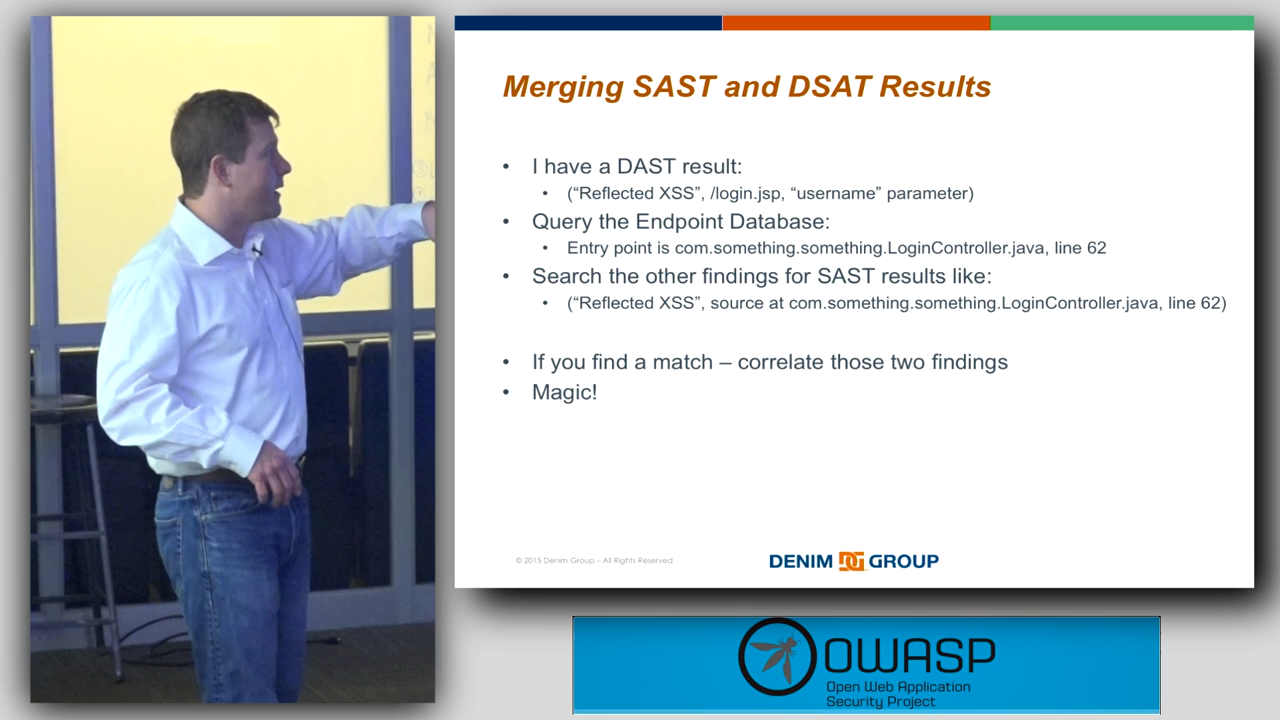 Merging SAST and DSAT Results
• I have a DAST result:
• (“Reflected XSS”, /login.jsp, “username” parameter)
• Query the Endpoint Database:
• Entry point is com.something.something.LoginController.java, line 62
• Search the other findings for SAST results like:
• (“Reflected XSS”, source at com.something.something.LoginController.java, line 62)
• If you find a match – correlate those two findings
• Magic!
© 2015 Denim Group – All Rights Reserved
DENIM DG GROUP
OWASP
Open Web Application
Security Project